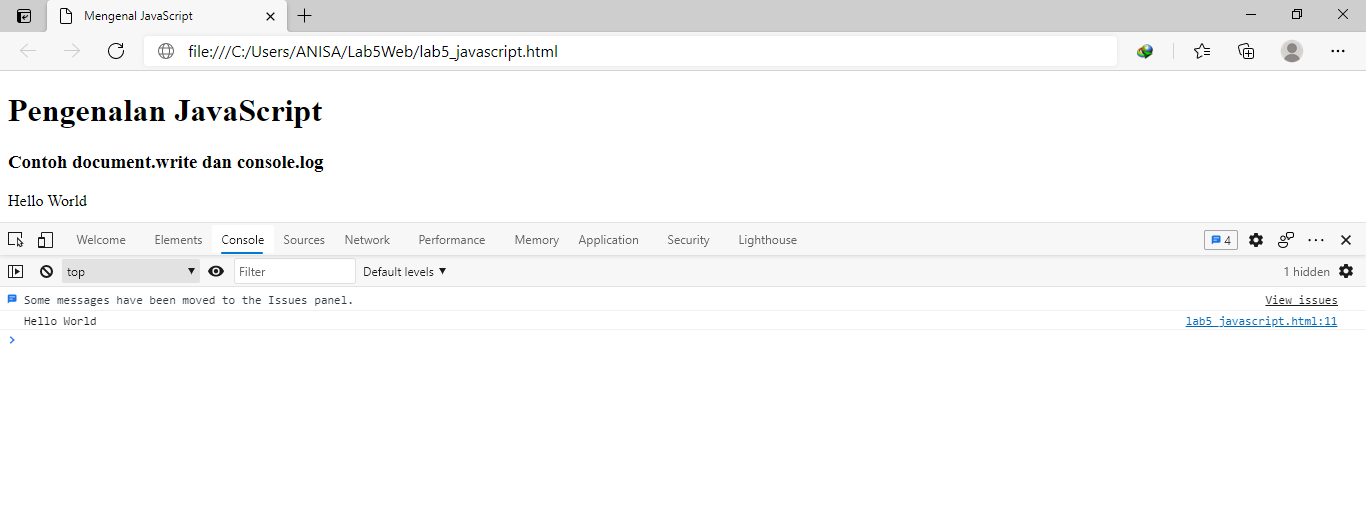 Mengenal JavaScript
file:///C:/Users/ANISA/Lab5Web/lab5_javascript.html
Pengenalan JavaScript
Contoh document.write dan console.log
Hello World
Welcome Elements Console Sources Network Performance Memory Application Security Lighthouse 4
top Filter Default levels 1 hidden
Some messages have been moved to the Issues panel. View issues
Hello World lab5_javascript.html:11